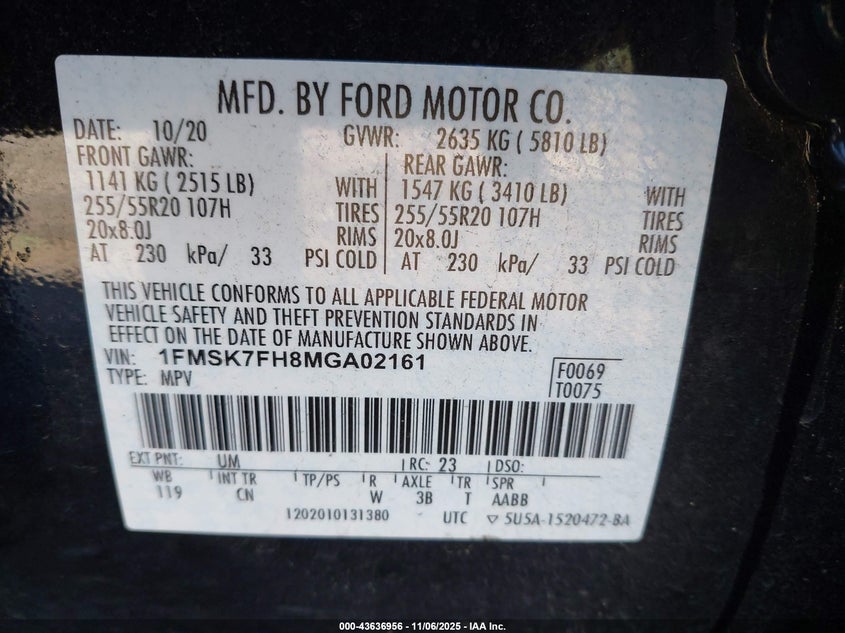 MFD. BY FORD MOTOR CO.
DATE: 10/20 GVWR: 2635 KG ( 5810 LB)
FRONT GAWR: REAR GAWR:
1141 KG ( 2515 LB) WITH 1547 KG ( 3410 LB) WITH
255/55R20 107H TIRES 255/55R20 107H TIRES
20x8.0J RIMS 20x8.0J RIMS
AT 230 kPa/ 33 PSI COLD AT 230 kPa/ 33 PSI COLD
THIS VEHICLE CONFORMS TO ALL APPLICABLE FEDERAL MOTOR
VEHICLE SAFETY AND THEFT PREVENTION STANDARDS IN
EFFECT ON THE DATE OF MANUFACTURE SHOWN ABOVE.
VIN: 1FMSK7FH8MGA02161
TYPE: MPV
F0069
T0075
EXT PNT: UM RC: 23 DSO:
WB INT TR TP/PS R AXLE TR SPR
119 CN W 3B T AABB
1202010131380 UTC ▽ 5U5A-1520472-BA
000-43636956 - 11/06/2025 - IAA Inc.